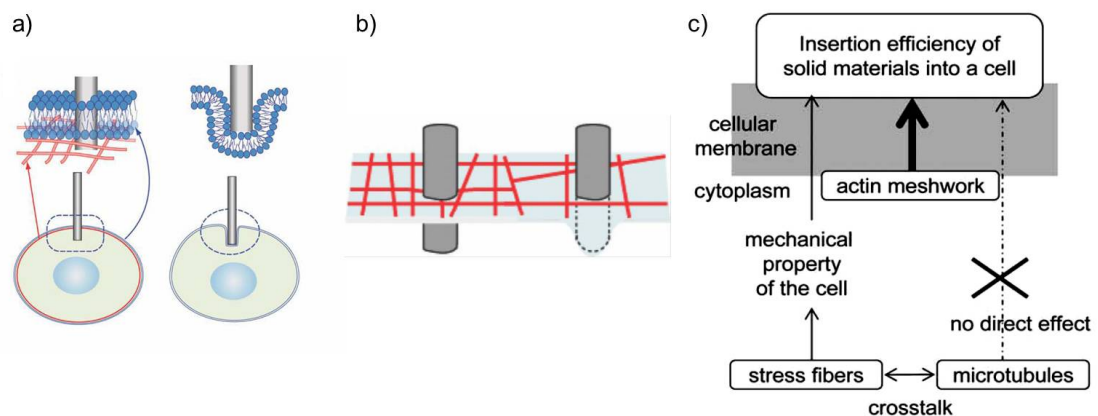 a)
b)
c)
Insertion efficiency of
solid materials into a cell
cellular
membrane
cytoplasm
actin meshwork
mechanical
property
of the cell
no direct effect
stress fibers
microtubules
crosstalk